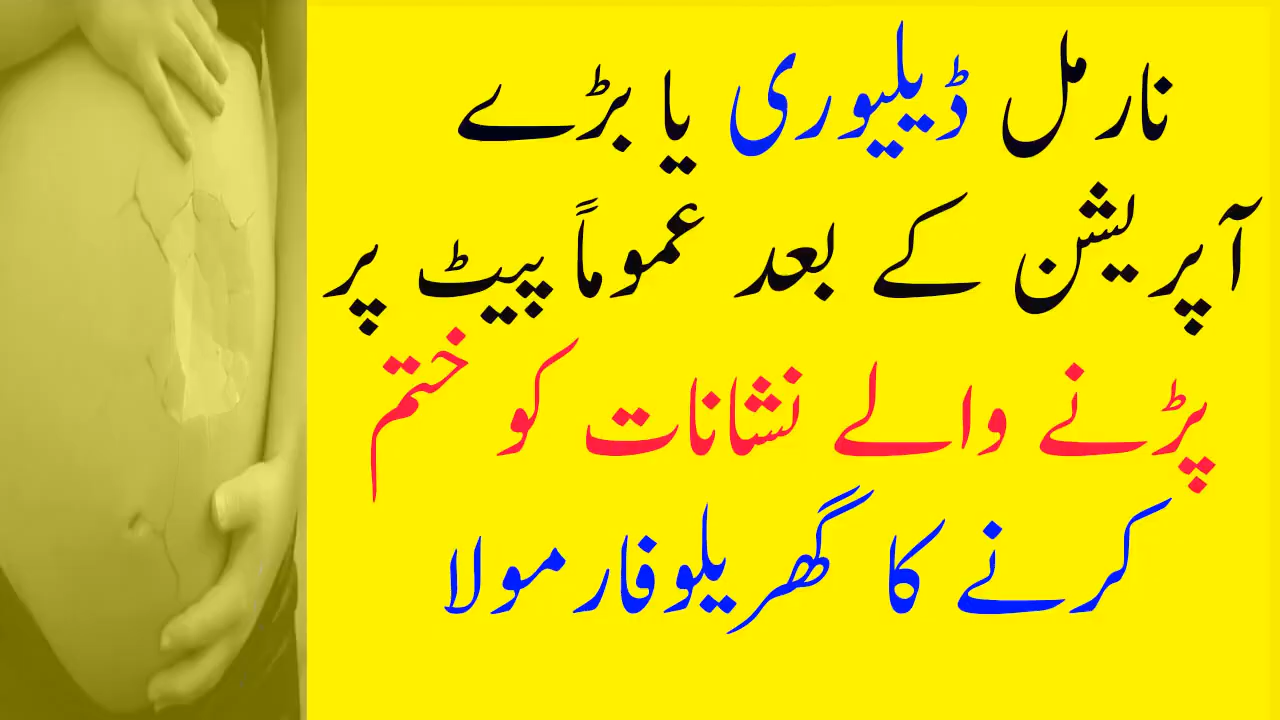 نارمل ڈیلیوری یا بڑے
آپریشن کے بعد عموماً پیٹ پر
پڑنے والے نشانات کو ختم
کرنے کا گھریلو فارمولا